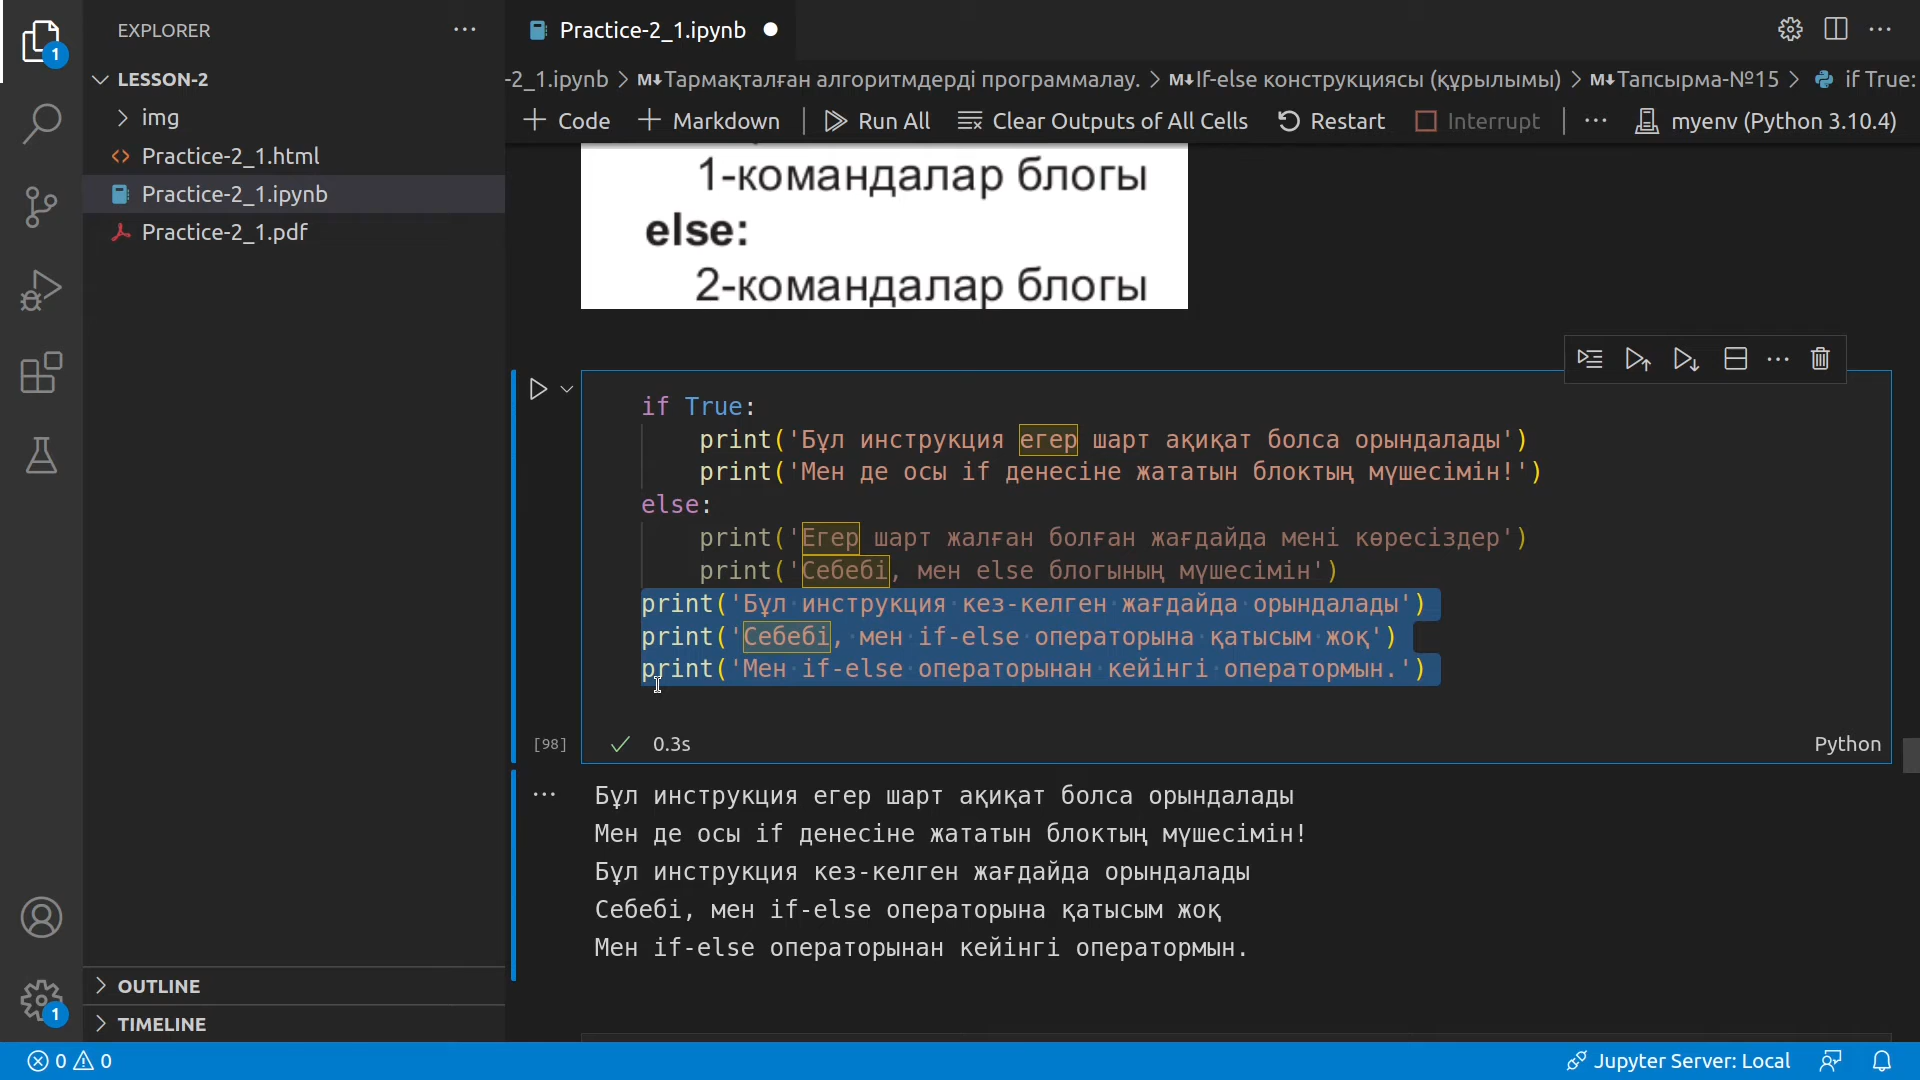 EXPLORER
LESSON-2
img
Practice-2_1.html
Practice-2_1.ipynb
Practice-2_1.pdf
OUTLINE
TIMELINE
1
1
Practice-2_1.ipynb
-2_1.ipynb > M↓Тармақталған алгоритмдерді программалау. > M↓If-else конструкциясы (құрылымы) > M↓Тапсырма-№15 > if True:
+ Code + Markdown Run All Clear Outputs of All Cells Restart Interrupt ... myenv (Python 3.10.4)
1-командалар блогы
else:
2-командалар блогы
if True:
print('Бұл инструкция егер шарт ақиқат болса орындалады')
print('Мен де осы if денесіне жататын блоктың мүшесімін!')
else:
print('Егер шарт жалған болған жағдайда мені көресіздер')
print('Себебі, мен else блогының мүшесімін')
print('Бұл инструкция кез-келген жағдайда орындалады')
print('Себебі, мен if-else операторына қатысым жоқ')
print('Мен if-else операторынан кейінгі оператормын.')
[98] 0.3s Python
Бұл инструкция егер шарт ақиқат болса орындалады
Мен де осы if денесіне жататын блоктың мүшесімін!
Бұл инструкция кез-келген жағдайда орындалады
Себебі, мен if-else операторына қатысым жоқ
Мен if-else операторынан кейінгі оператормын.
0 0 Jupyter Server: Local